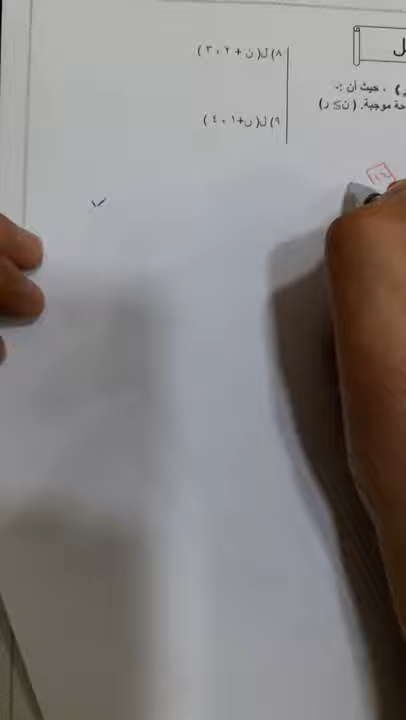 ل
، حيث أن :-
حة موجبة. (ن ≥ ر)
٨) ل(ن + ٢ ، ٣)
٩) ل(ن+١ ، ٤)